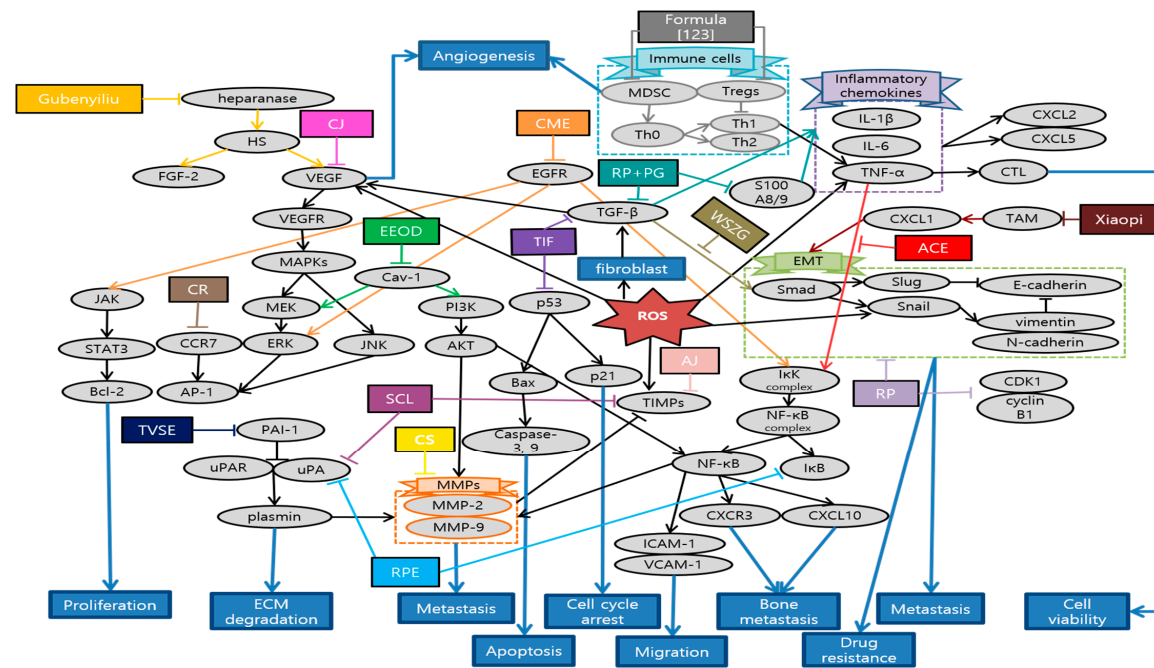 Formula
[123]
Angiogenesis
Immune cells
Inflammatory
chemokines
Gubenyiliu
heparanase
MDSC
Tregs
IL-1β
CXCL2
CJ
CME
Th0
Th1
Th2
IL-6
CXCL5
HS
FGF-2
VEGF
EGFR
RP+PG
S100
A8/9
TNF-α
CTL
VEGFR
EEOD
TIF
TGF-β
WSZG
CXCL1
TAM
Xiaopi
ACE
MAPKs
Cav-1
fibroblast
EMT
JAK
CR
MEK
PI3K
p53
ROS
Smad
Slug
E-cadherin
Snail
vimentin
N-cadherin
STAT3
CCR7
ERK
JNK
AKT
AJ
Bcl-2
AP-1
Bax
p21
TIMPs
IκK
complex
RP
CDK1
cyclin
B1
SCL
NF-κB
complex
TVSE
PAI-1
CS
Caspase-
3, 9
uPAR
uPA
MMPs
NF-κB
IκB
MMP-2
MMP-9
plasmin
CXCR3
CXCL10
ICAM-1
VCAM-1
RPE
Proliferation
ECM
degradation
Metastasis
Cell cycle
arrest
Bone
metastasis
Metastasis
Cell
viability
Apoptosis
Migration
Drug
resistance